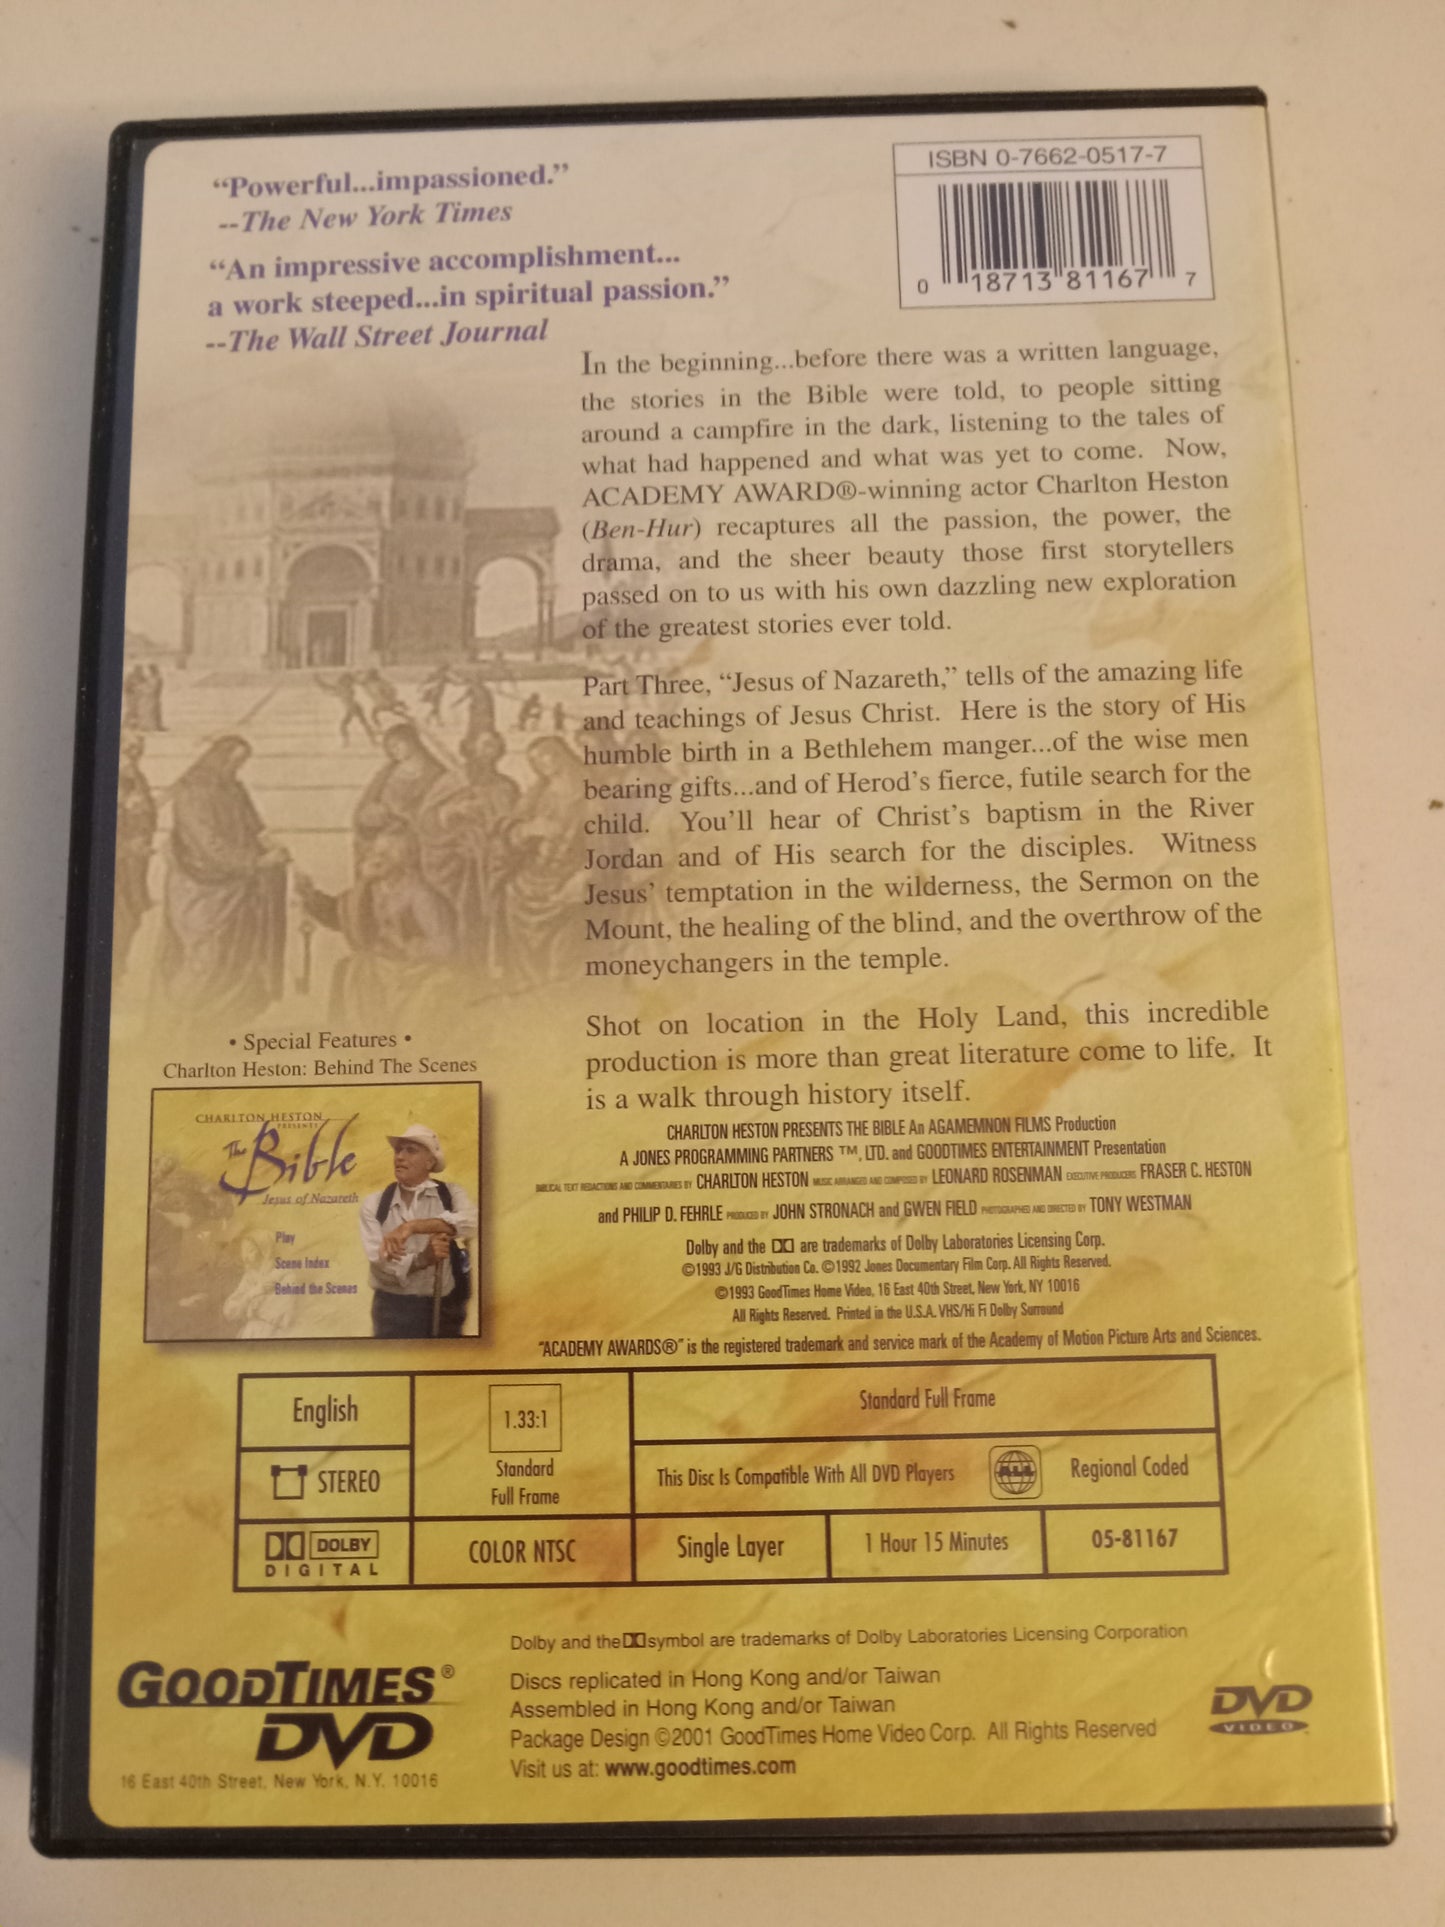 “Powerful...impassioned.”
--The New York Times
“An impressive accomplishment...
a work steeped...in spiritual passion.”
--The Wall Street Journal
ISBN 0-7662-0517-7
0 18713 81167 7
In the beginning...before there was a written language,
the stories in the Bible were told, to people sitting
around a campfire in the dark, listening to the tales of
what had happened and what was yet to come. Now,
ACADEMY AWARD®-winning actor Charlton Heston
(Ben-Hur) recaptures all the passion, the power, the
drama, and the sheer beauty those first storytellers
passed on to us with his own dazzling new exploration
of the greatest stories ever told.
Part Three, “Jesus of Nazareth,” tells of the amazing life
and teachings of Jesus Christ. Here is the story of His
humble birth in a Bethlehem manger...of the wise men
bearing gifts...and of Herod’s fierce, futile search for the
child. You’ll hear of Christ’s baptism in the River
Jordan and of His search for the disciples. Witness
Jesus’ temptation in the wilderness, the Sermon on the
Mount, the healing of the blind, and the overthrow of the
moneychangers in the temple.
Shot on location in the Holy Land, this incredible
production is more than great literature come to life. It
is a walk through history itself.
• Special Features •
Charlton Heston: Behind The Scenes
CHARLTON HESTON
PRESENTS
The Bible
Jesus of Nazareth
Play
Scene Index
Behind the Scenes
CHARLTON HESTON PRESENTS THE BIBLE An AGAMEMNON FILMS Production
A JONES PROGRAMMING PARTNERS ™, LTD. and GOODTIMES ENTERTAINMENT Presentation
BIBLICAL TEXT REDACTIONS AND COMMENTARIES BY CHARLTON HESTON MUSIC ARRANGED AND COMPOSED BY LEONARD ROSENMAN EXECUTIVE PRODUCERS FRASER C. HESTON
and PHILIP D. FEHRLE PRODUCED BY JOHN STRONACH and GWEN FIELD PHOTOGRAPHED AND DIRECTED BY TONY WESTMAN
Dolby and the are trademarks of Dolby Laboratories Licensing Corp.
©1993 J/G Distribution Co. ©1992 Jones Documentary Film Corp. All Rights Reserved.
©1993 GoodTimes Home Video, 16 East 40th Street, New York, NY 10016
All Rights Reserved. Printed in the U.S.A. VHS/Hi Fi Dolby Surround
“ACADEMY AWARDS®” is the registered trademark and service mark of the Academy of Motion Picture Arts and Sciences.
English
STEREO
DOLBY
DIGITAL
1.33:1
Standard
Full Frame
COLOR NTSC
Standard Full Frame
This Disc Is Compatible With All DVD Players
ALL
Regional Coded
Single Layer
1 Hour 15 Minutes
05-81167
GOODTIMES®
DVD
16 East 40th Street, New York, N.Y. 10016
Dolby and the symbol are trademarks of Dolby Laboratories Licensing Corporation
Discs replicated in Hong Kong and/or Taiwan
Assembled in Hong Kong and/or Taiwan
Package Design ©2001 GoodTimes Home Video Corp. All Rights Reserved
Visit us at: www.goodtimes.com
DVD
VIDEO